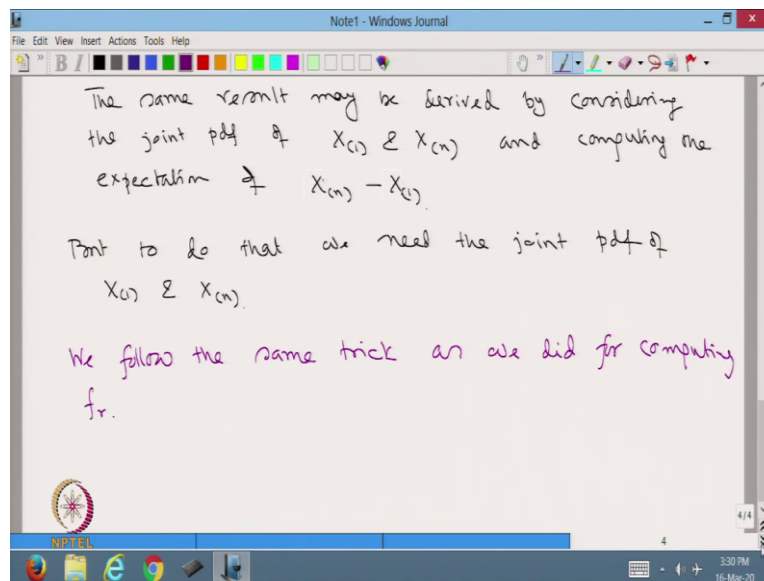 Note1 - Windows Journal
File Edit View Insert Actions Tools Help
B I
The same result may be derived by considering
the joint pdf of X(1) & X(n) and computing the
expectation of X(n) - X(1)
But to do that we need the joint pdf of
X(1) & X(n).
We follow the same trick as we did for computing
fr.
4/4
NPTEL
4
3:30 PM
16-Mar-20